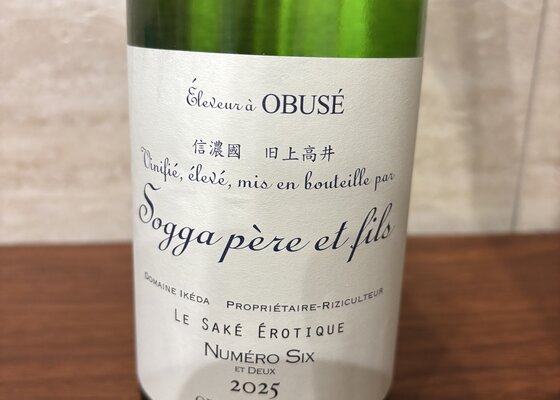 Éleveur à OBUSÉ
信濃國 旧上高井
Vinifié, élevé, mis en bouteille par
Sogga père et fils
Domaine Ikéda Propriétaire-Riziculteur
Le Saké Érotique
Numéro Six
et Deux
2025